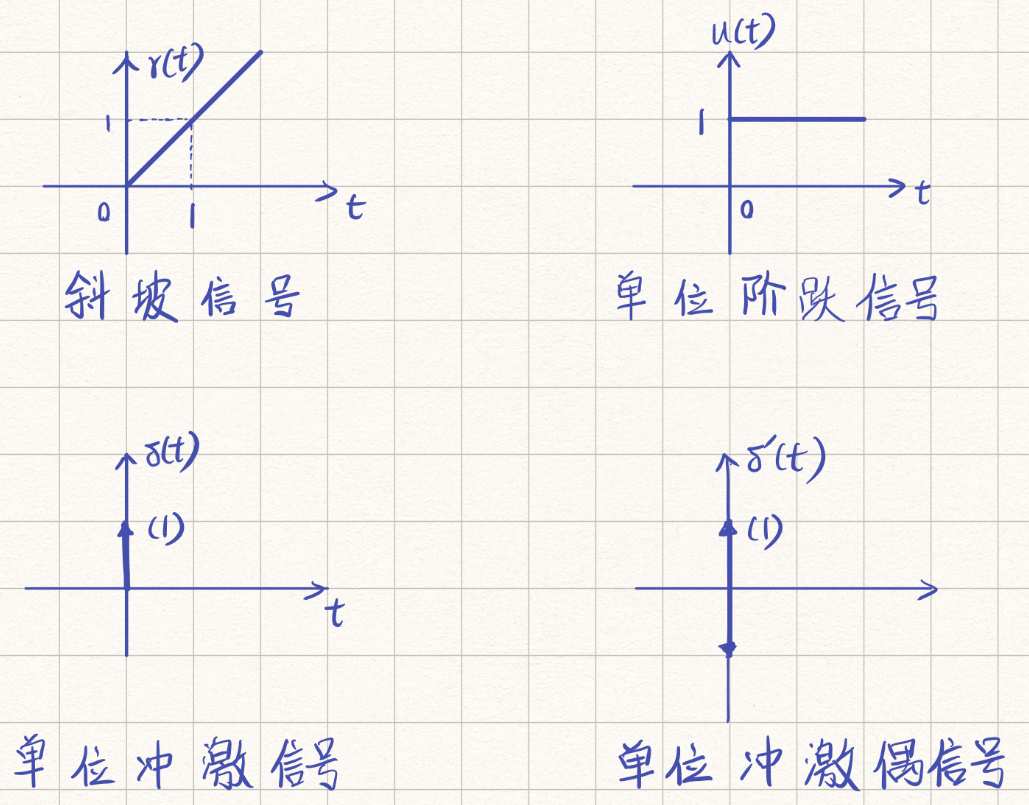 r(t)
1
0
1
t
斜坡信号
u(t)
1
0
t
单位阶跃信号
δ(t)
(1)
t
单位冲激信号
δ'(t)
(1)
单位冲激偶信号